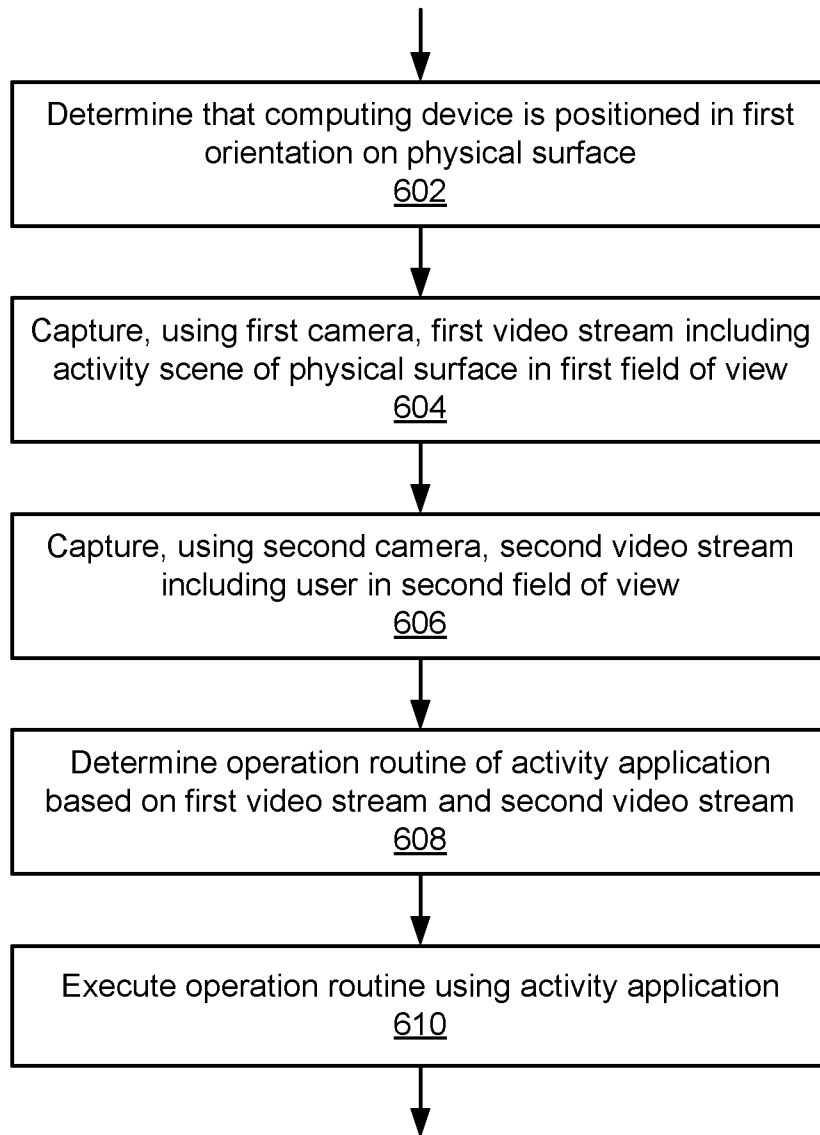 Determine that computing device is positioned in first
orientation on physical surface
602
Capture, using first camera, first video stream including
activity scene of physical surface in first field of view
604
Capture, using second camera, second video stream
including user in second field of view
606
Determine operation routine of activity application
based on first video stream and second video stream
608
Execute operation routine using activity application
610